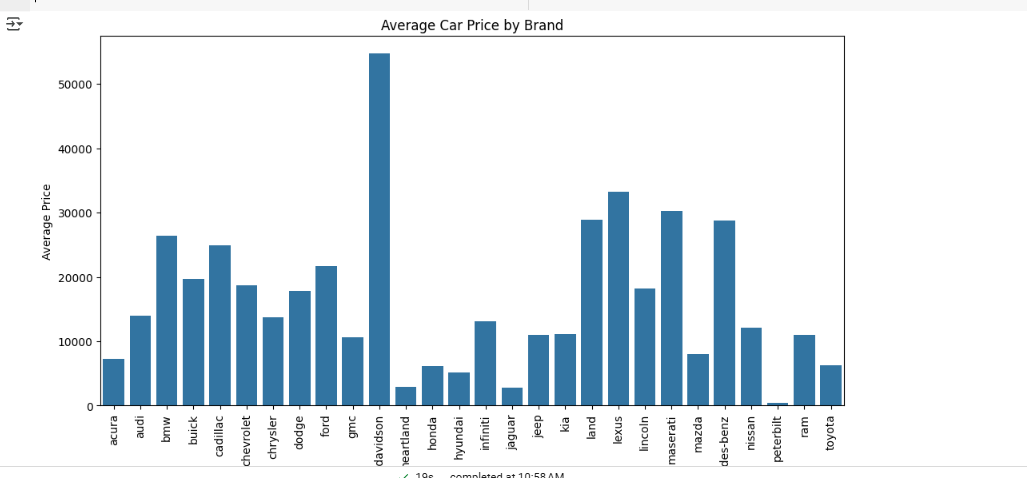 Average Car Price by Brand
Average Price
50000
40000
30000
20000
10000
0
acura
audi
bmw
buick
cadillac
chevrolet
chrysler
dodge
ford
gmc
davidson
heartland
honda
hyundai
infiniti
jaguar
jeep
kia
land
lexus
lincoln
maserati
mazda
des-benz
nissan
peterbilt
ram
toyota
19s completed at 10:58 AM